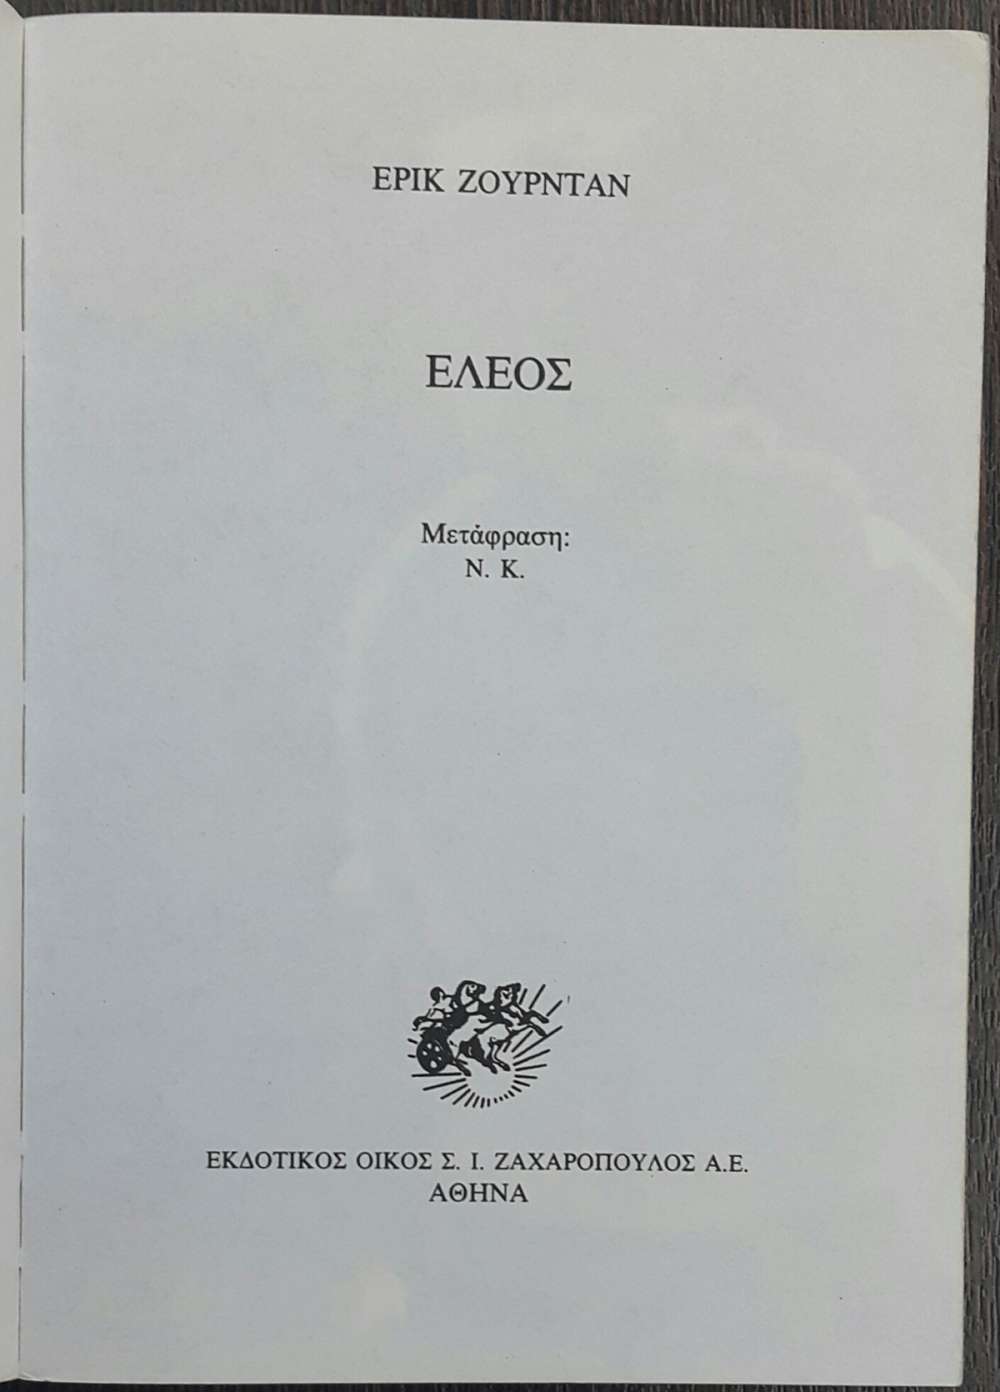 ΕΡΙΚ ΖΟΥΡΝΤΑΝ
ΕΛΕΟΣ
Μετάφραση:
Ν. Κ.
ΕΚΔΟΤΙΚΟΣ ΟΙΚΟΣ Σ. Ι. ΖΑΧΑΡΟΠΟΥΛΟΣ Α.Ε.
ΑΘΗΝΑ